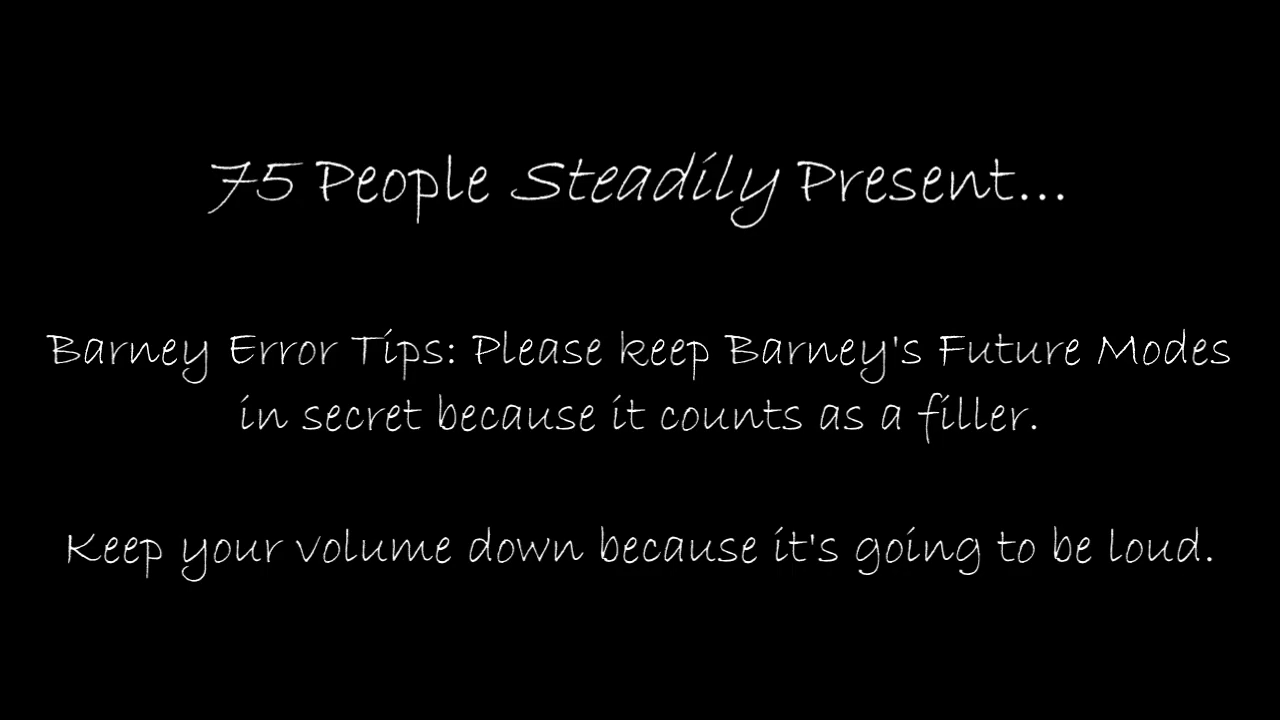 75 People Steadily Present...
Barney Error Tips: Please keep Barney's Future Modes
in secret because it counts as a filler.
Keep your volume down because it's going to be loud.